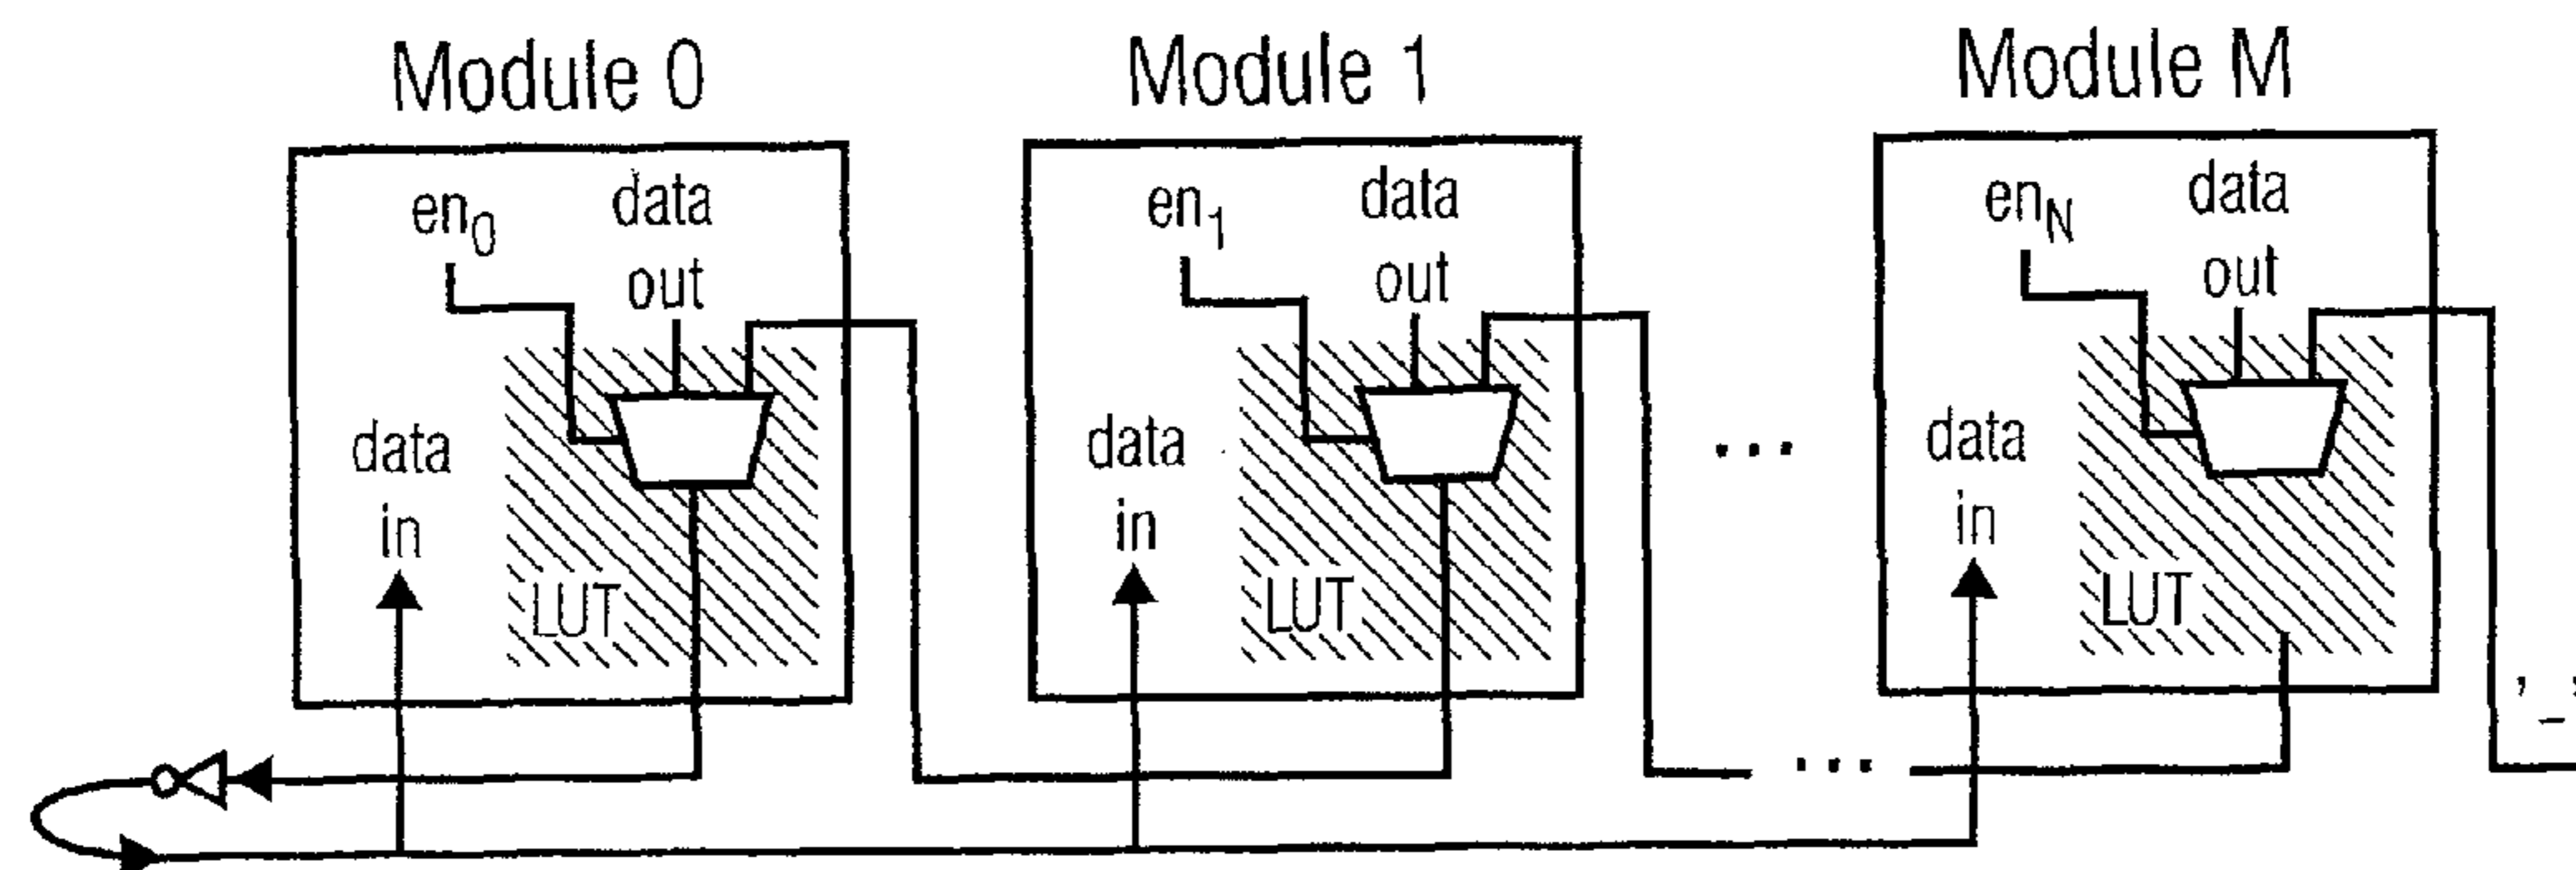 Module 0
Module 1
Module M
en0
data
out
en1
data
out
enN
data
out
data
in
data
in
...
data
in
LUT
LUT
LUT
...